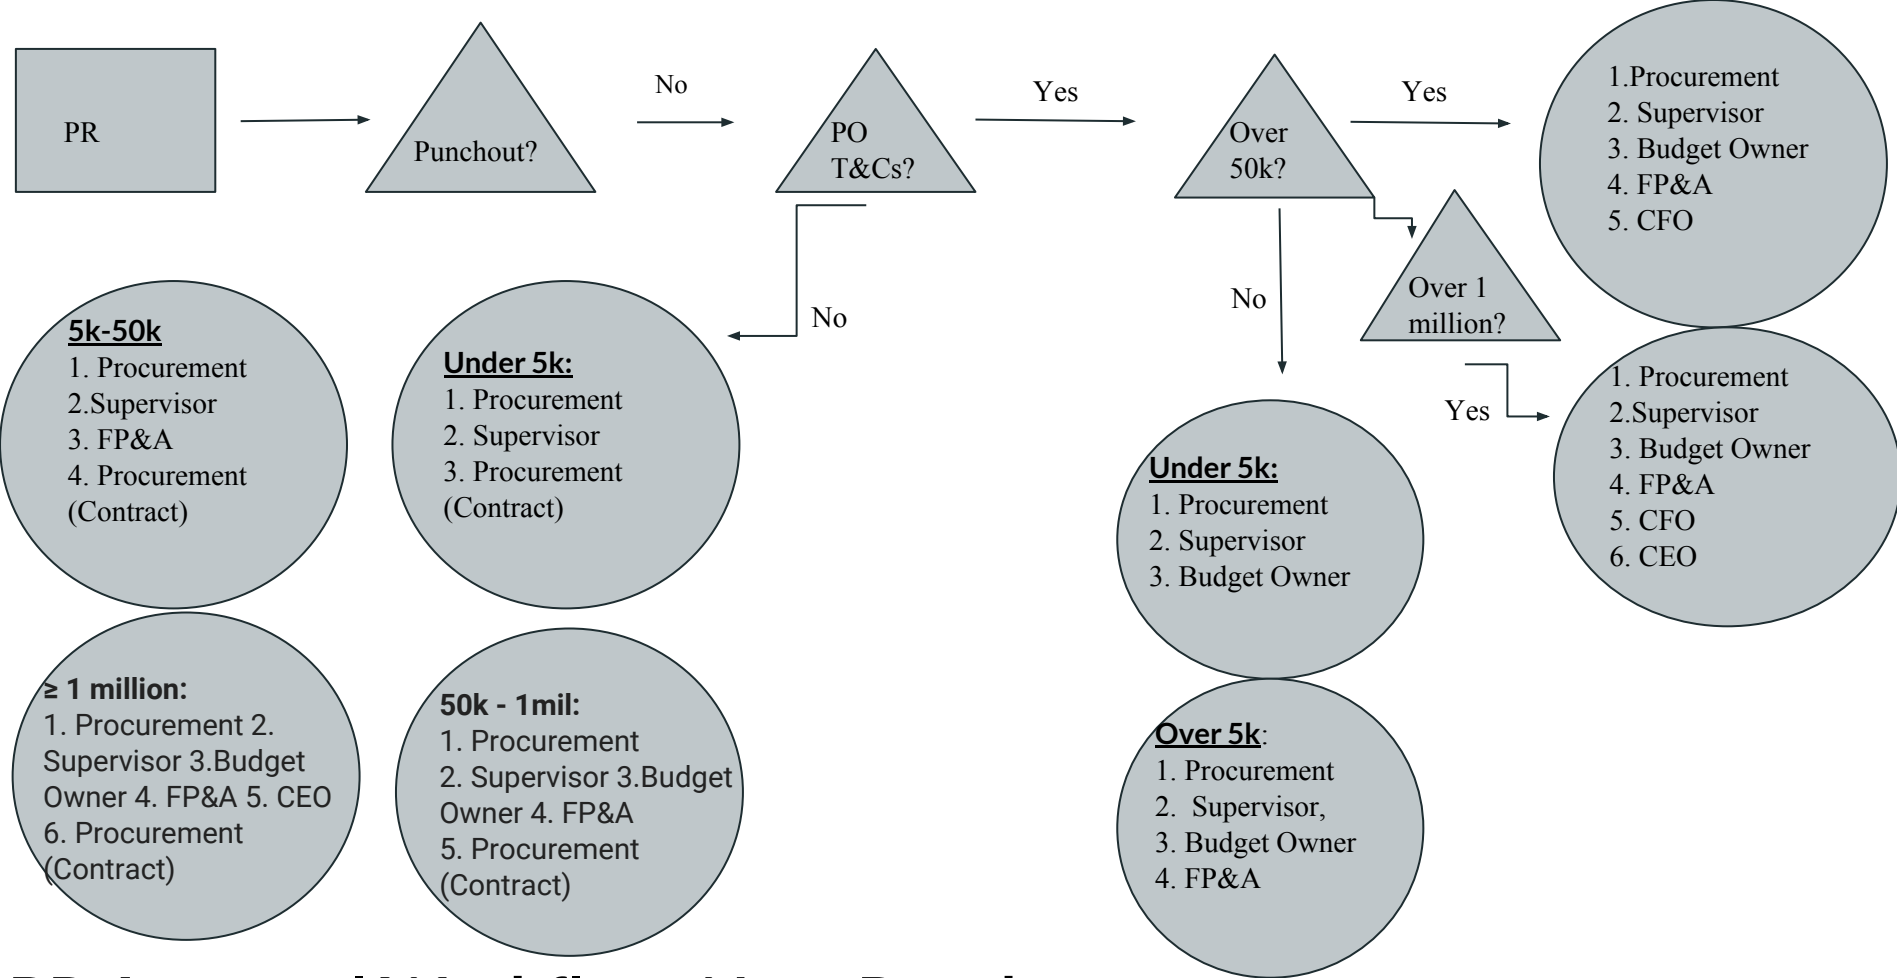 PR
Punchout?
No
PO
T&Cs?
Yes
Over
50k?
Yes
1.Procurement
2. Supervisor
3. Budget Owner
4. FP&A
5. CFO
No
Over 1
million?
Yes
1. Procurement
2.Supervisor
3. Budget Owner
4. FP&A
5. CFO
6. CEO
No
5k-50k
1. Procurement
2.Supervisor
3. FP&A
4. Procurement
(Contract)
Under 5k:
1. Procurement
2. Supervisor
3. Procurement
(Contract)
Under 5k:
1. Procurement
2. Supervisor
3. Budget Owner
≥ 1 million:
1. Procurement 2.
Supervisor 3.Budget
Owner 4. FP&A 5. CEO
6. Procurement
(Contract)
50k - 1mil:
1. Procurement
2. Supervisor 3.Budget
Owner 4. FP&A
5. Procurement
(Contract)
Over 5k:
1. Procurement
2. Supervisor,
3. Budget Owner
4. FP&A